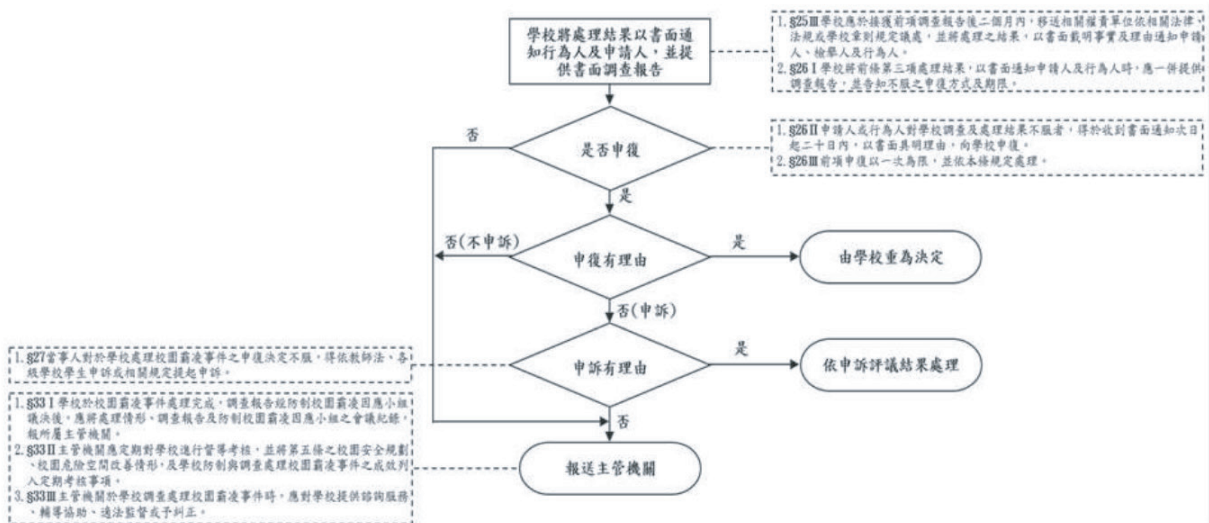 學校將處理結果以書面通
知行為人及申請人，並提
供書面調查報告
1. §25Ⅲ學校應於接獲前項調查報告後二個月內，移送相關權責單位依相關法律、
法規或學校章則規定議處，並將處理之結果，以書面載明事實及理由通知申請
人、檢舉人及行為人。
2. §26Ⅰ學校將前條第三項處理結果，以書面通知申請人及行為人時，應一併提供
調查報告，並告知不服之申復方式及期限。
否
是否申復
1. §26Ⅱ申請人或行為人對學校調查及處理結果不服者，得於收到書面通知次日
起二十日內，以書面具明理由，向學校申復。
2. §26Ⅲ前項申復以一次為限，並依本條規定處理。
是
否(不申訴)
申復有理由
是
由學校重為決定
否(申訴)
1. §27當事人對於學校處理校園霸凌事件之申復決定不服，得依教師法、各
級學校學生申訴或相關規定提起申訴。
申訴有理由
是
依申訴評議結果處理
1. §33Ⅰ學校於校園霸凌事件處理完成，調查報告經防制校園霸凌因應小組
議決後，應將處理情形、調查報告及防制校園霸凌因應小組之會議紀錄，
報所屬主管機關。
2. §33Ⅱ主管機關應定期對學校進行督導考核，並將第五條之校園安全規劃
、校園危險空間改善情形，及學校防制與調查處理校園霸凌事件之成效列
入定期考核事項。
3. §33Ⅲ主管機關於學校調查處理校園霸凌事件時，應對學校提供諮詢服務
、輔導協助、適法監督或予糾正。
否
報送主管機關